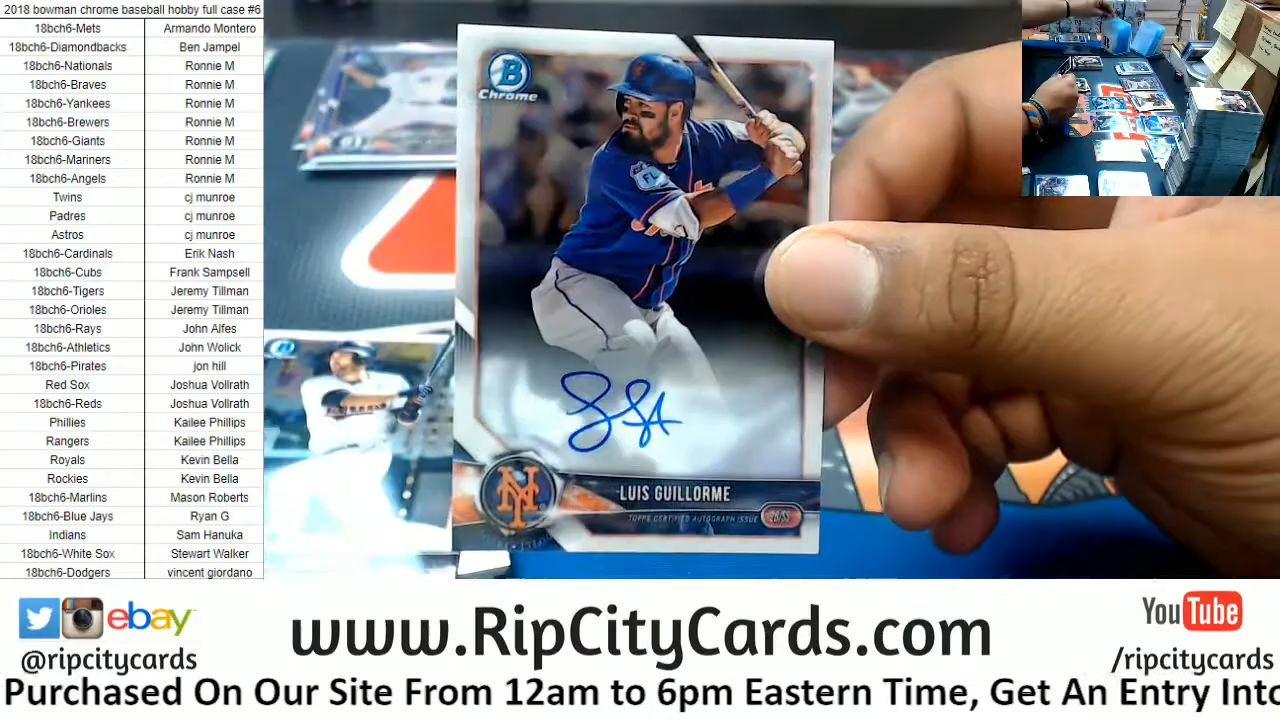 2018 bowman chrome baseball hobby full case #6
18bch6-Mets Armando Montero
18bch6-Diamondbacks Ben Jampel
18bch6-Nationals Ronnie M
18bch6-Braves Ronnie M
18bch6-Yankees Ronnie M
18bch6-Brewers Ronnie M
18bch6-Giants Ronnie M
18bch6-Mariners Ronnie M
18bch6-Angels Ronnie M
Twins cj munroe
Padres cj munroe
Astros cj munroe
18bch6-Cardinals Erik Nash
18bch6-Cubs Frank Sampsell
18bch6-Tigers Jeremy Tillman
18bch6-Orioles Jeremy Tillman
18bch6-Rays John Alfes
18bch6-Athletics John Wolick
18bch6-Pirates jon hill
Red Sox Joshua Vollrath
18bch6-Reds Joshua Vollrath
Phillies Kailee Phillips
Rangers Kailee Phillips
Royals Kevin Bella
Rockies Kevin Bella
18bch6-Marlins Mason Roberts
18bch6-Blue Jays Ryan G
Indians Sam Hanuka
18bch6-White Sox Stewart Walker
18bch6-Dodgers vincent giordano
B
Chrome
FL
NY
LUIS GUILLORME
TOPPS CERTIFIED AUTOGRAPH ISSUE
2B/SS
ebay
@ripcitycards
www.RipCityCards.com
YouTube
/ripcitycards
Purchased On Our Site From 12am to 6pm Eastern Time, Get An Entry Into